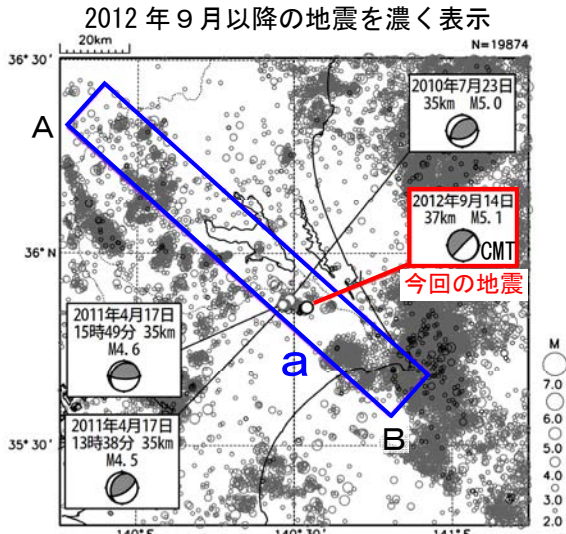 2012年９月以降の地震を濃く表示
20km
N=19874
36°30'
2010年7月23日
35km M5.0
A
2012年9月14日
37km M5.1
CMT
今回の地震
36°N
2011年4月17日
15時49分 35km
M4.6
a
M
7.0
6.0
5.0
4.0
3.0
2.0
35°30'
B
2011年4月17日
13時38分 35km
M4.5
140°E
140°30'
141°E